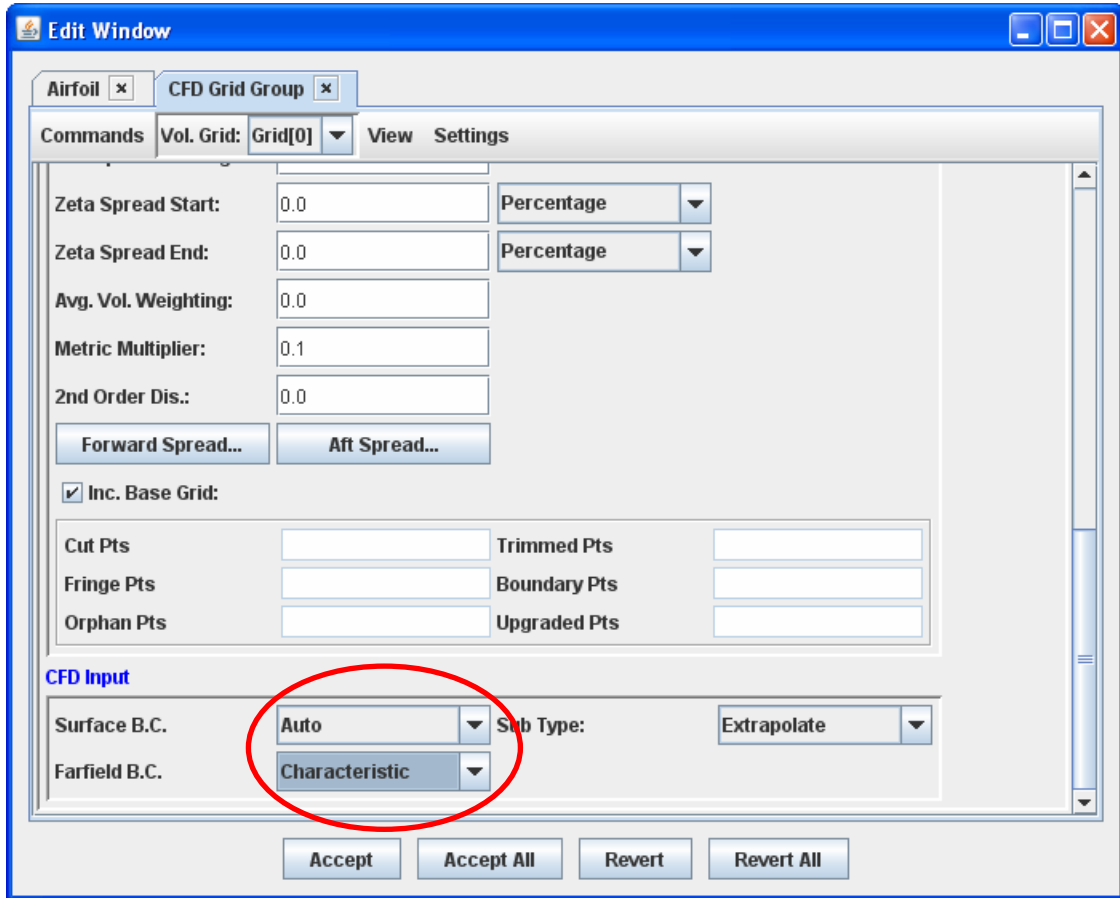 Edit Window
Airfoil CFD Grid Group
Commands Vol. Grid: Grid[0] View Settings
Zeta Spread Start: 0.0 Percentage
Zeta Spread End: 0.0 Percentage
Avg. Vol. Weighting: 0.0
Metric Multiplier: 0.1
2nd Order Dis.: 0.0
Forward Spread... Aft Spread...
Inc. Base Grid:
Cut Pts Trimmed Pts
Fringe Pts Boundary Pts
Orphan Pts Upgraded Pts
CFD Input
Surface B.C. Auto Sub Type: Extrapolate
Farfield B.C. Characteristic
Accept Accept All Revert Revert All